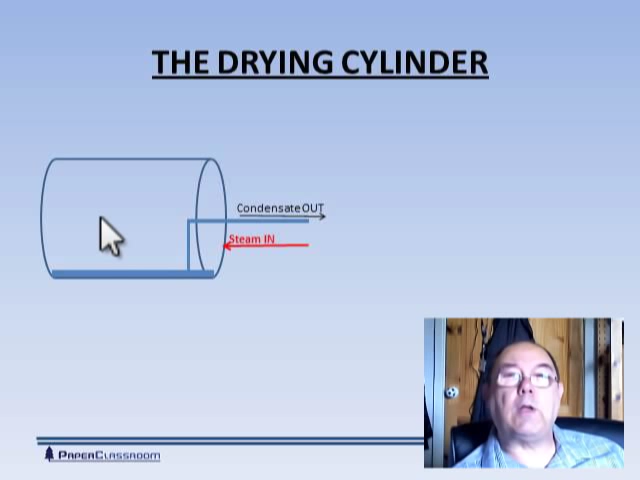 THE DRYING CYLINDER
Condensate OUT
Steam IN
PAPERCLASSROOM